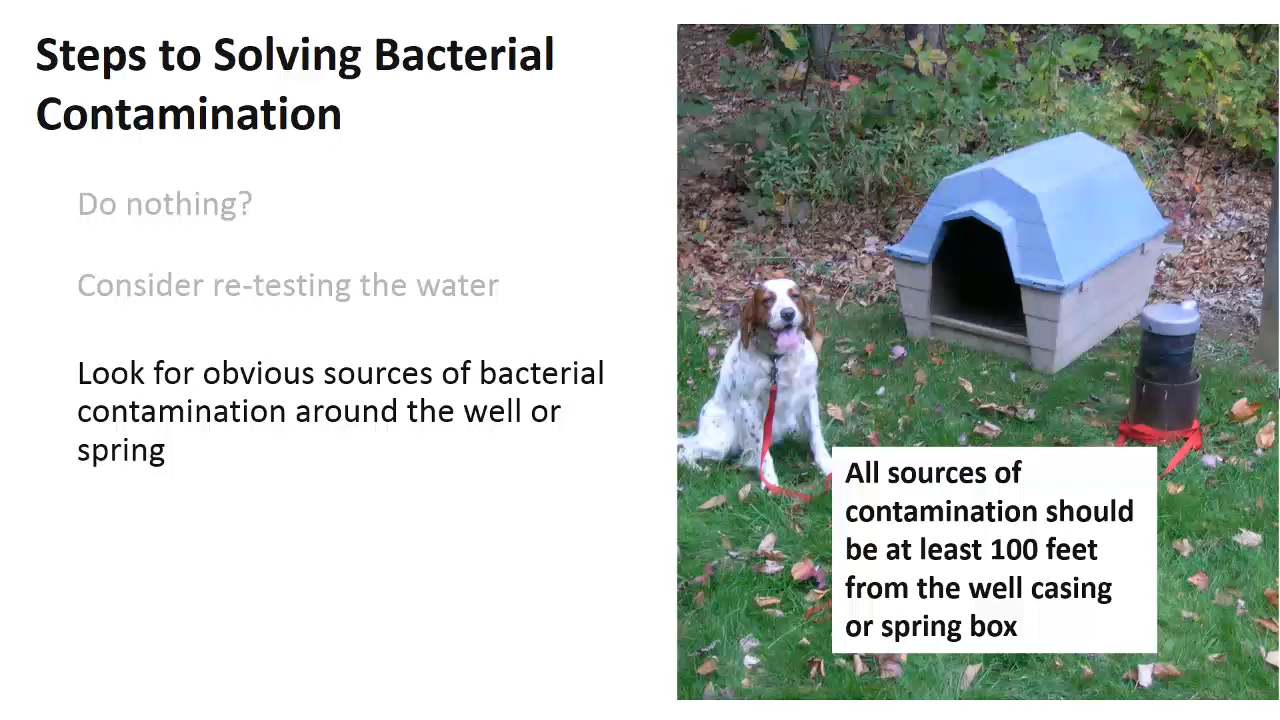 Steps to Solving Bacterial
Contamination
Do nothing?
Consider re-testing the water
Look for obvious sources of bacterial
contamination around the well or
spring
All sources of
contamination should
be at least 100 feet
from the well casing
or spring box